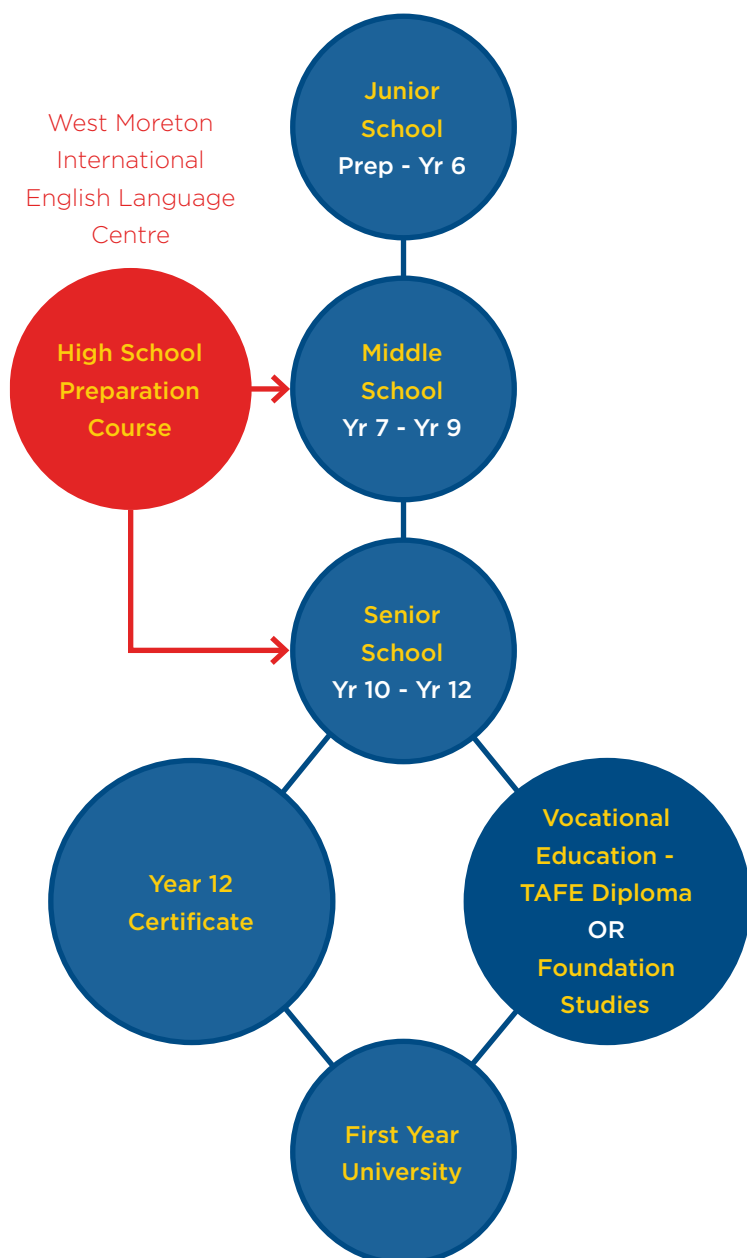 Junior
School
Prep - Yr 6
West Moreton
International
English Language
Centre
High School
Preparation
Course
Middle
School
Yr 7 - Yr 9
Senior
School
Yr 10 - Yr 12
Year 12
Certificate
Vocational
Education -
TAFE Diploma
OR
Foundation
Studies
First Year
University